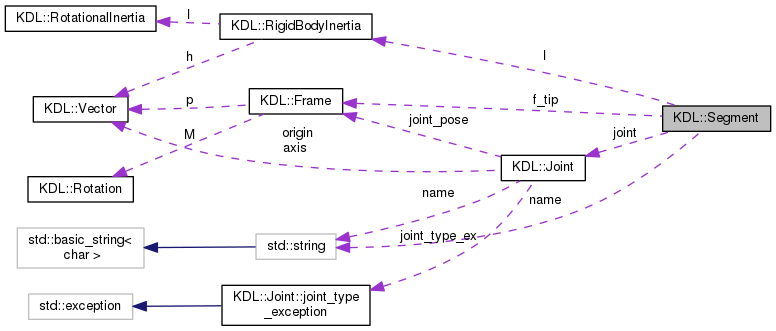 KDL::RotationalInertia
I
KDL::RigidBodyInertia
h
I
KDL::Vector
p
KDL::Frame
f_tip
KDL::Segment
M
origin
axis
joint_pose
joint
KDL::Rotation
KDL::Joint
name
name
std::basic_string<
char >
std::string
joint_type_ex
std::exception
KDL::Joint::joint_type
_exception